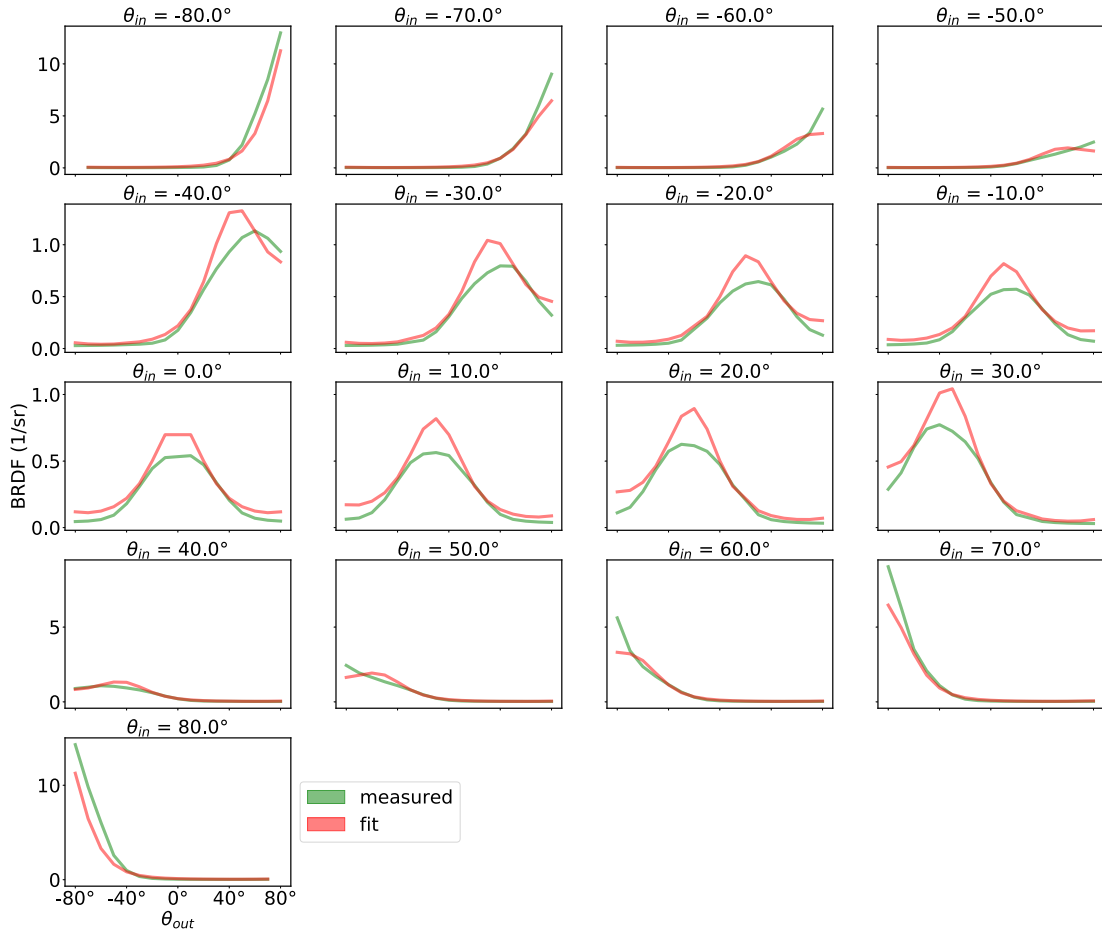 θin = -80.0° θin = -70.0° θin = -60.0° θin = -50.0°
10
5
0
θin = -40.0° θin = -30.0° θin = -20.0° θin = -10.0°
1.0
0.5
0.0
θin = 0.0° θin = 10.0° θin = 20.0° θin = 30.0°
1.0
0.5
0.0
BRDF (1/sr)
θin = 40.0° θin = 50.0° θin = 60.0° θin = 70.0°
5
0
θin = 80.0°
10
0
-80° -40° 0° 40° 80°
θout
measured
fit